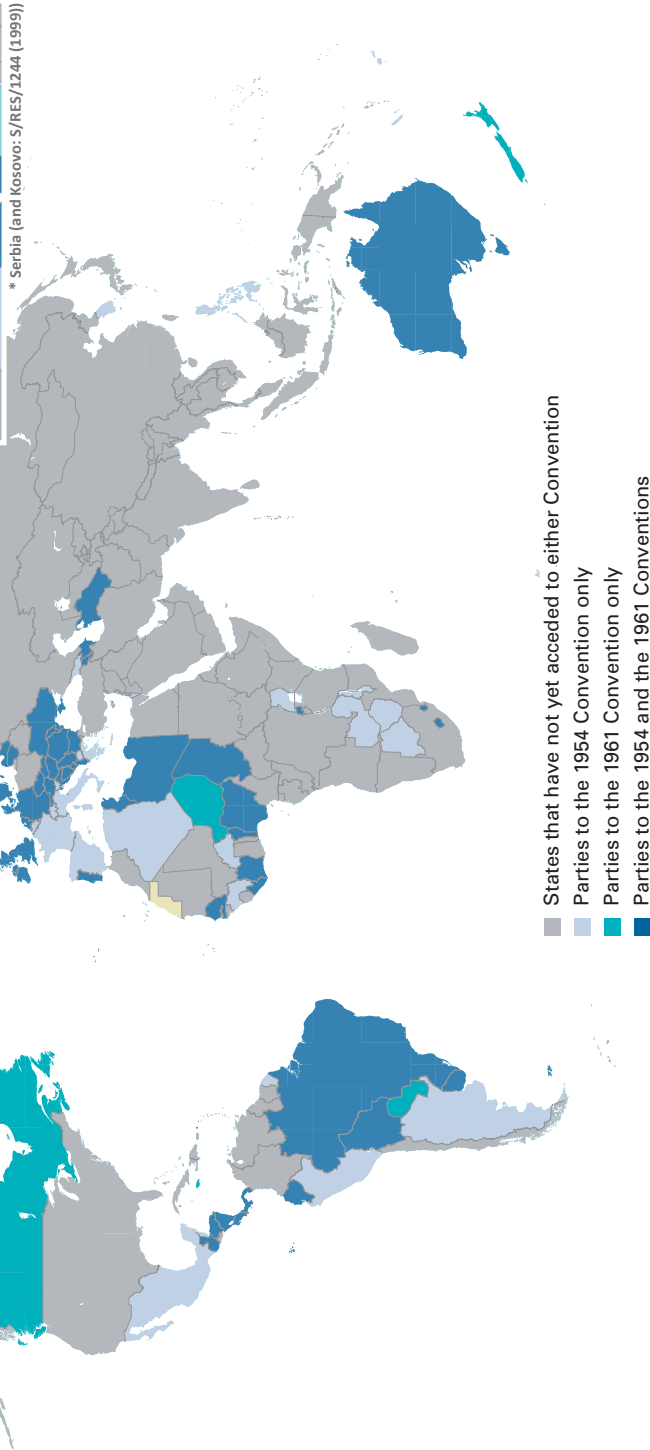 * Serbia (and Kosovo: S/RES/1244 (1999))
States that have not yet acceded to either Convention
Parties to the 1954 Convention only
Parties to the 1961 Convention only
Parties to the 1954 and the 1961 Conventions